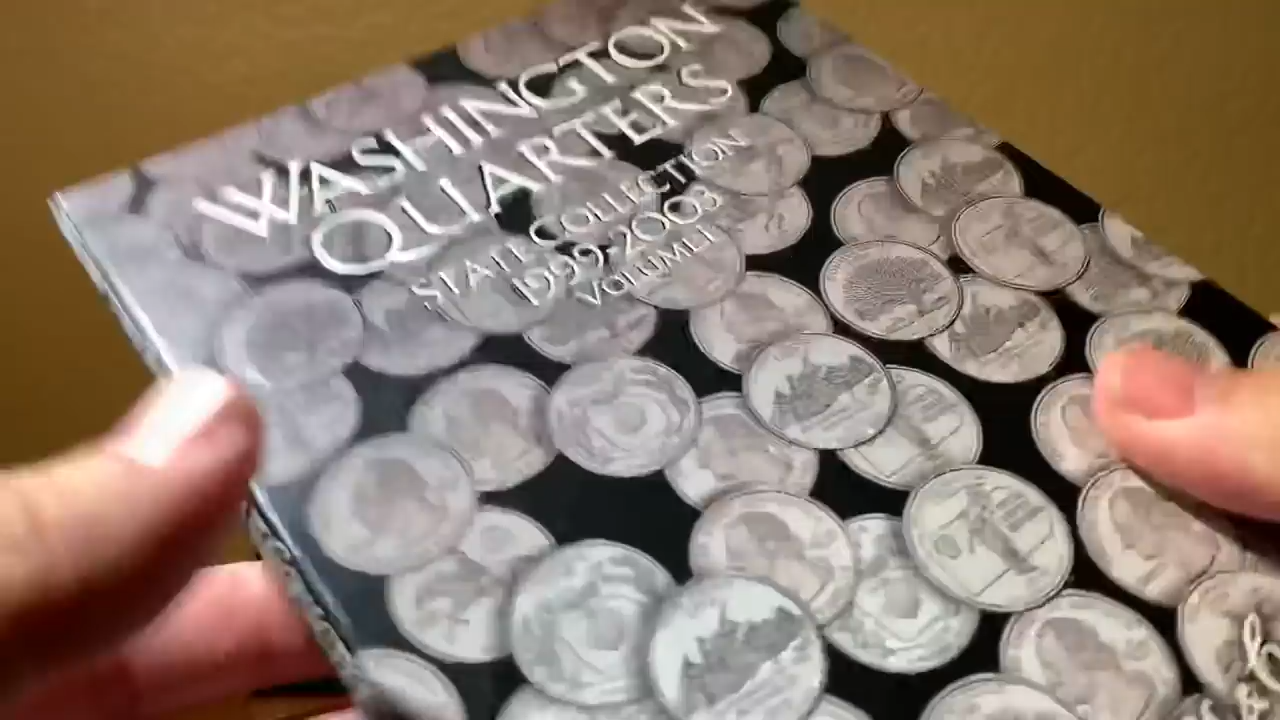 WASHINGTON
QUARTERS
STATE COLLECTION
1999-2003
VOLUME I